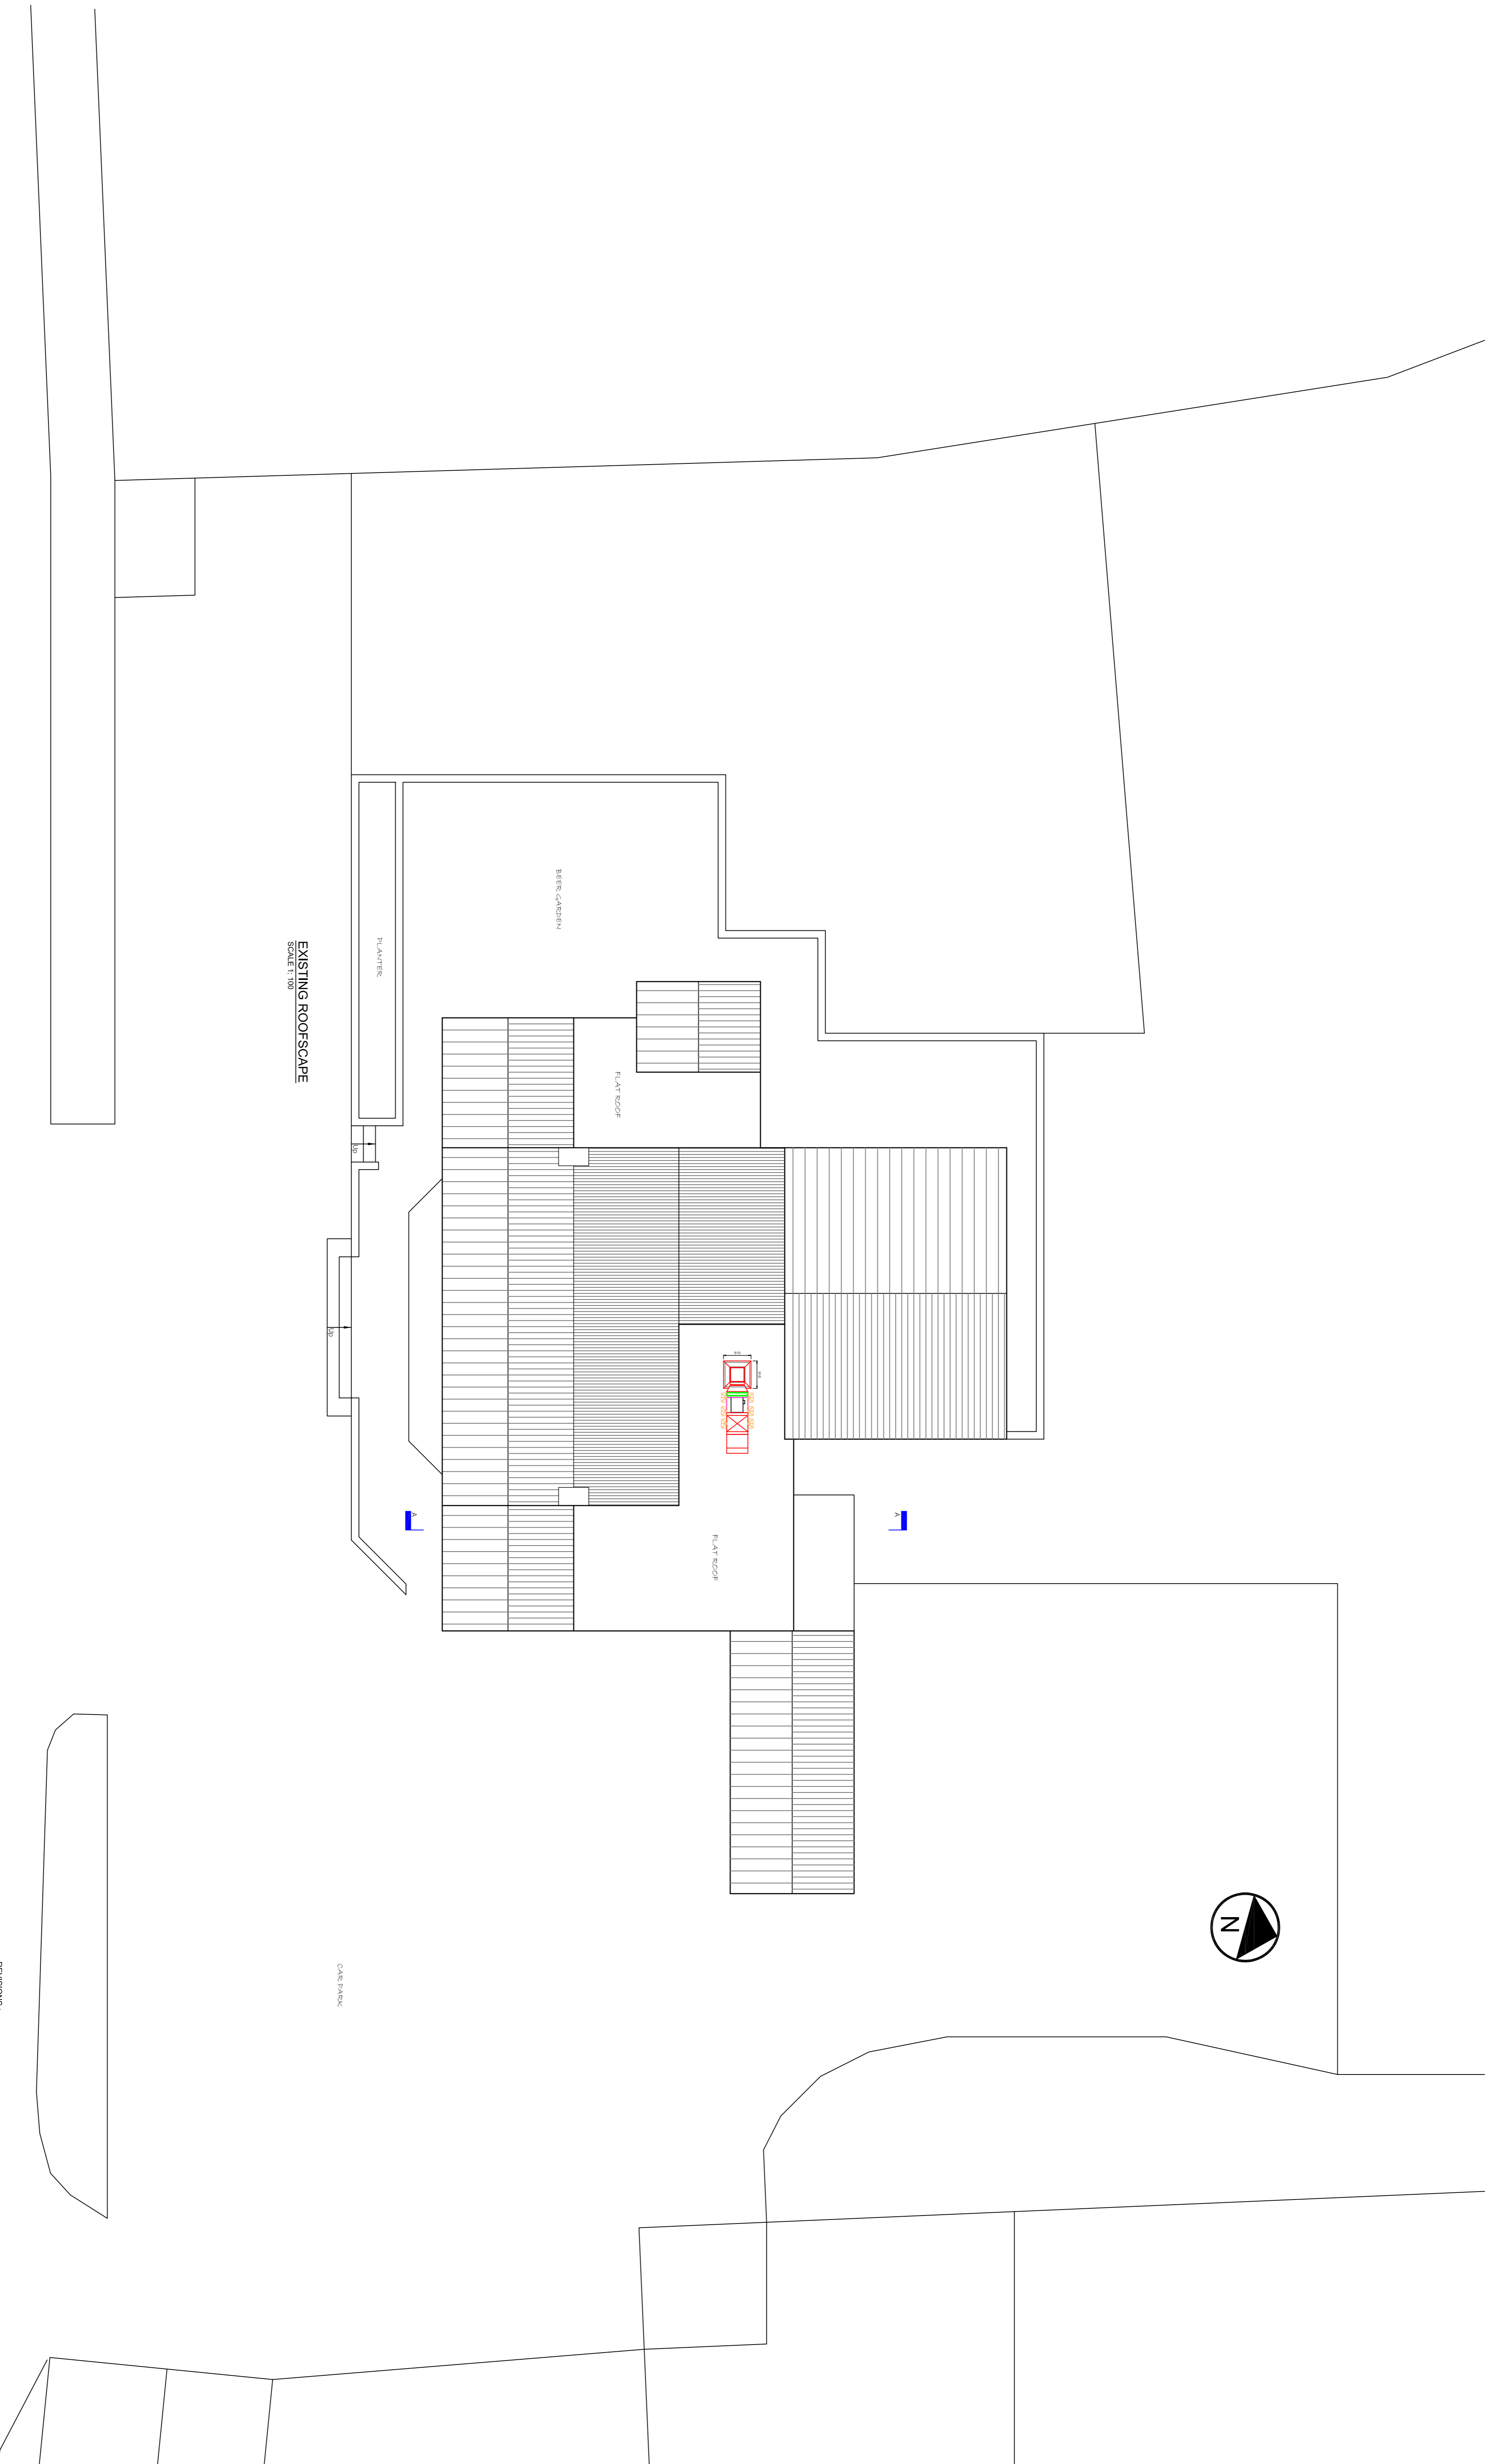 BEER GARDEN
PLANTER
EXISTING ROOFSCAPE
SCALE 1: 100
FLAT ROOF
Up
Up
A
A
FLAT ROOF
N
CAR PARK